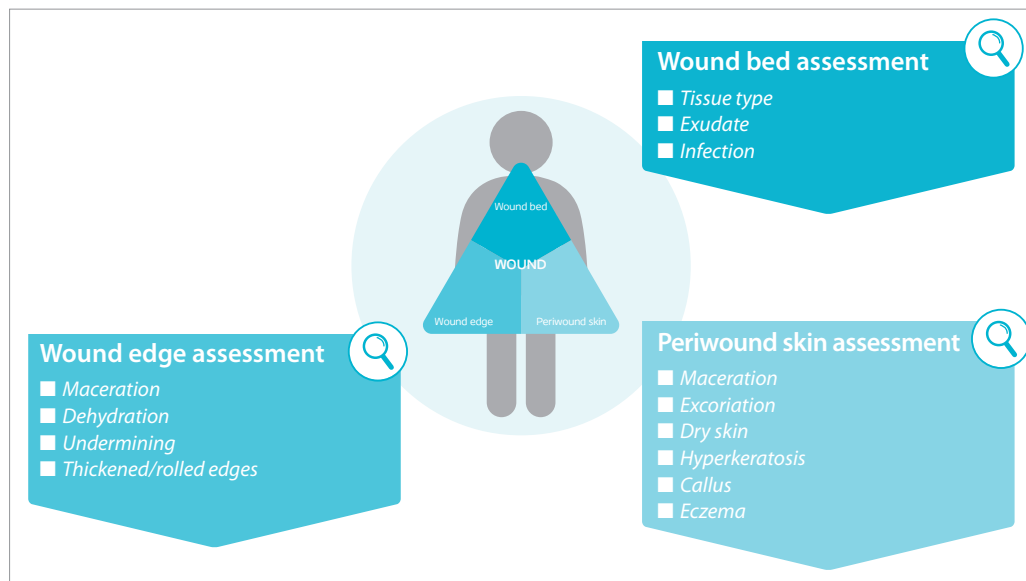 Wound bed assessment
Tissue type
Exudate
Infection
Wound bed
WOUND
Wound edge
Periwound skin
Wound edge assessment
Maceration
Dehydration
Undermining
Thickened/rolled edges
Periwound skin assessment
Maceration
Excoriation
Dry skin
Hyperkeratosis
Callus
Eczema